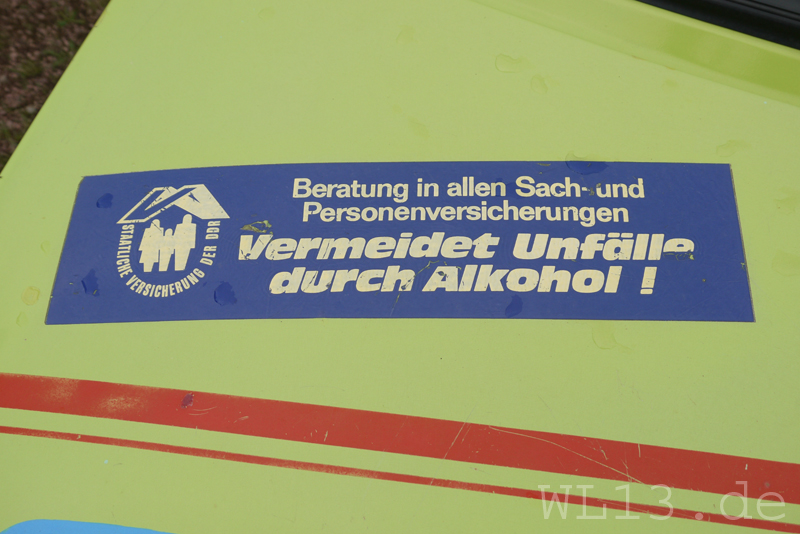 Beratung in allen Sach- und
Personenversicherungen
Vermeidet Unfälle
durch Alkohol !
STAATLICHE VERSICHERUNG DER DDR
WL13.de